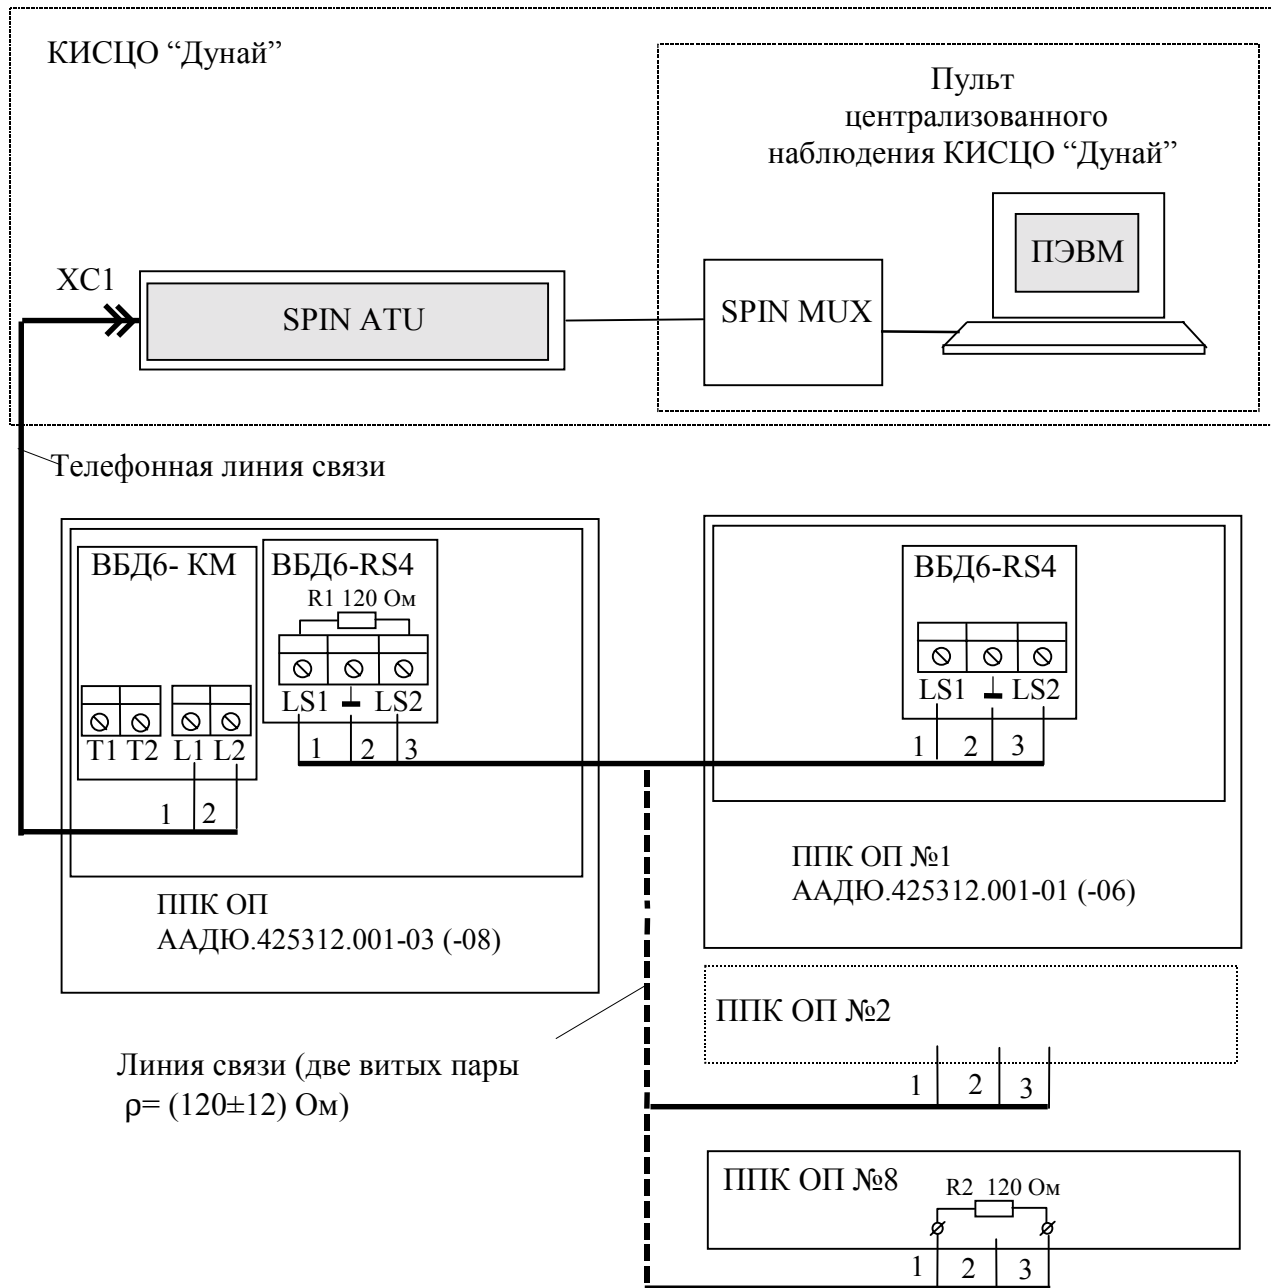 КИСЦО “Дунай”
Пульт
централизованного
наблюдения КИСЦО “Дунай”
ПЭВМ
XC1
SPIN ATU
SPIN MUX
Телефонная линия связи
ВБД6- КМ
ВБД6-RS4
R1 120 Ом
LS1 LS2
T1 T2 L1 L2
1 2 3
1 2
ППК ОП
ААДЮ.425312.001-03 (-08)
ВБД6-RS4
LS1 LS2
1 2 3
ППК ОП №1
ААДЮ.425312.001-01 (-06)
Линия связи (две витых пары
ρ= (120±12) Ом)
ППК ОП №2
1 2 3
ППК ОП №8
R2 120 Ом
1 2 3